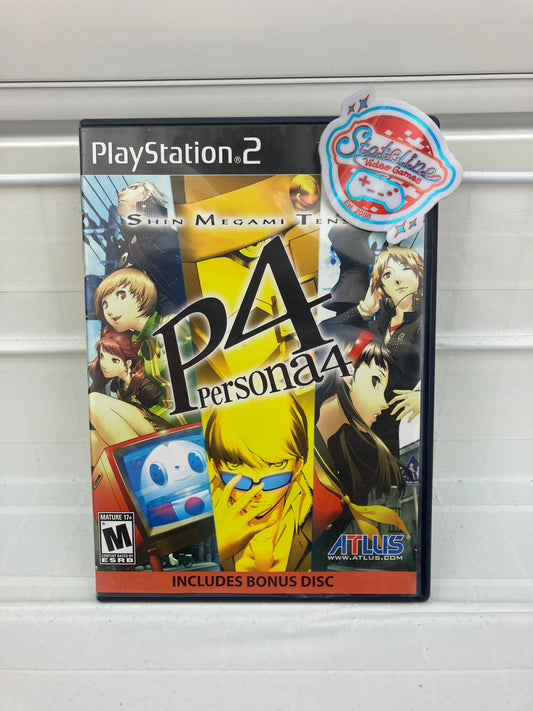 PlayStation®2
Stateline
Video Games
Est. 2008
SHIN MEGAMI
P4
Persona4
MATURE 17+
M
CONTENT RATED BY
ESRB
ATLUS
WWW.ATLUS.COM
INCLUDES BONUS DISC